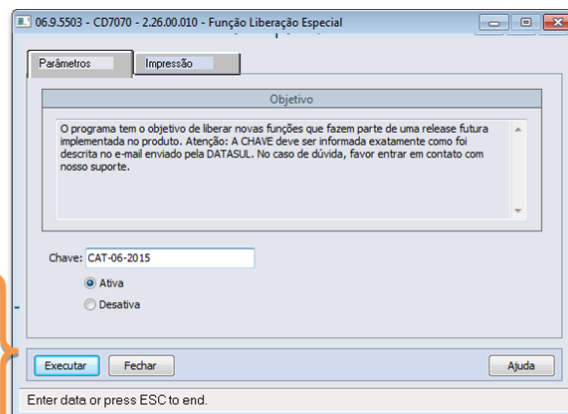 06.9.5503 - CD7070 - 2.26.00.010 - Função Liberação Especial
Parâmetros
Impressão
Objetivo
O programa tem o objetivo de liberar novas funções que fazem parte de uma release futura
implementada no produto. Atenção: A CHAVE deve ser informada exatamente como foi
descrita no e-mail enviado pela DATASUL. No caso de dúvida, favor entrar em contato com
nosso suporte.
Chave: CAT-06-2015
Ativa
Desativa
Executar
Fechar
Ajuda
Enter data or press ESC to end.